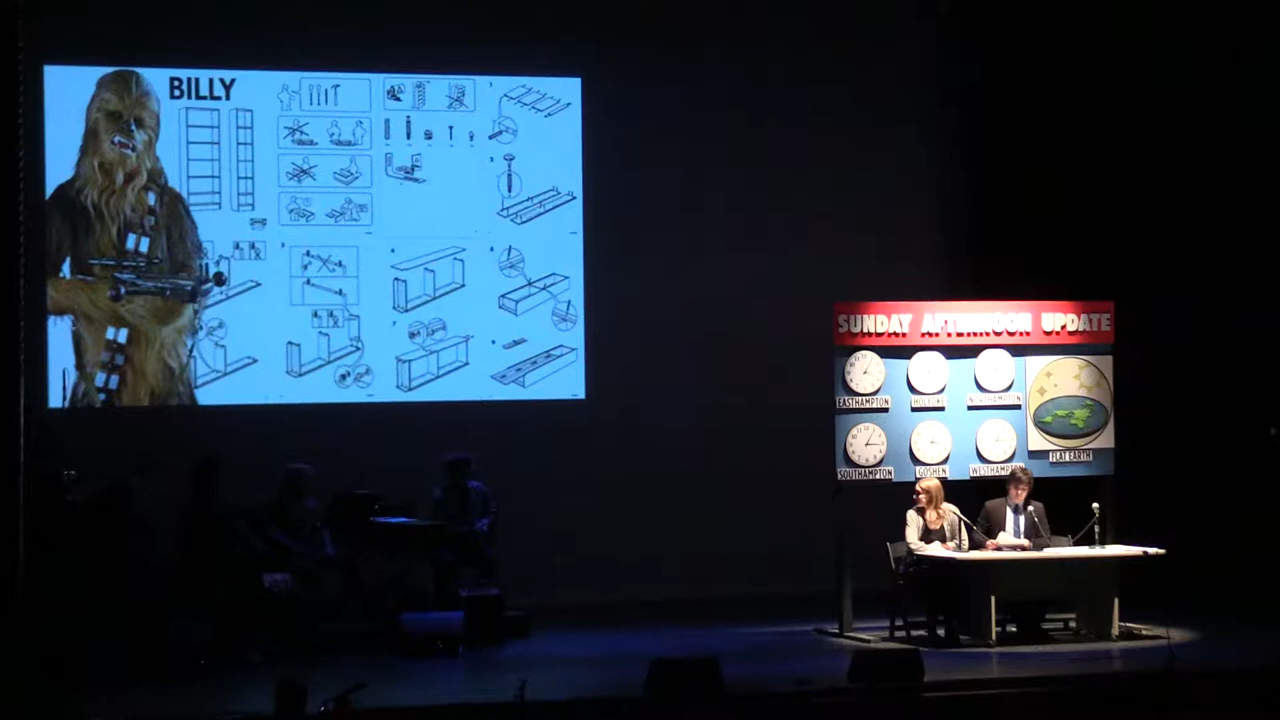 BILLY
SUNDAY AFTERNOON UPDATE
EASTHAMPTON
HOLYOKE
NORTHAMPTON
SOUTHAMPTON
GOSHEN
WESTHAMPTON
FLAT EARTH